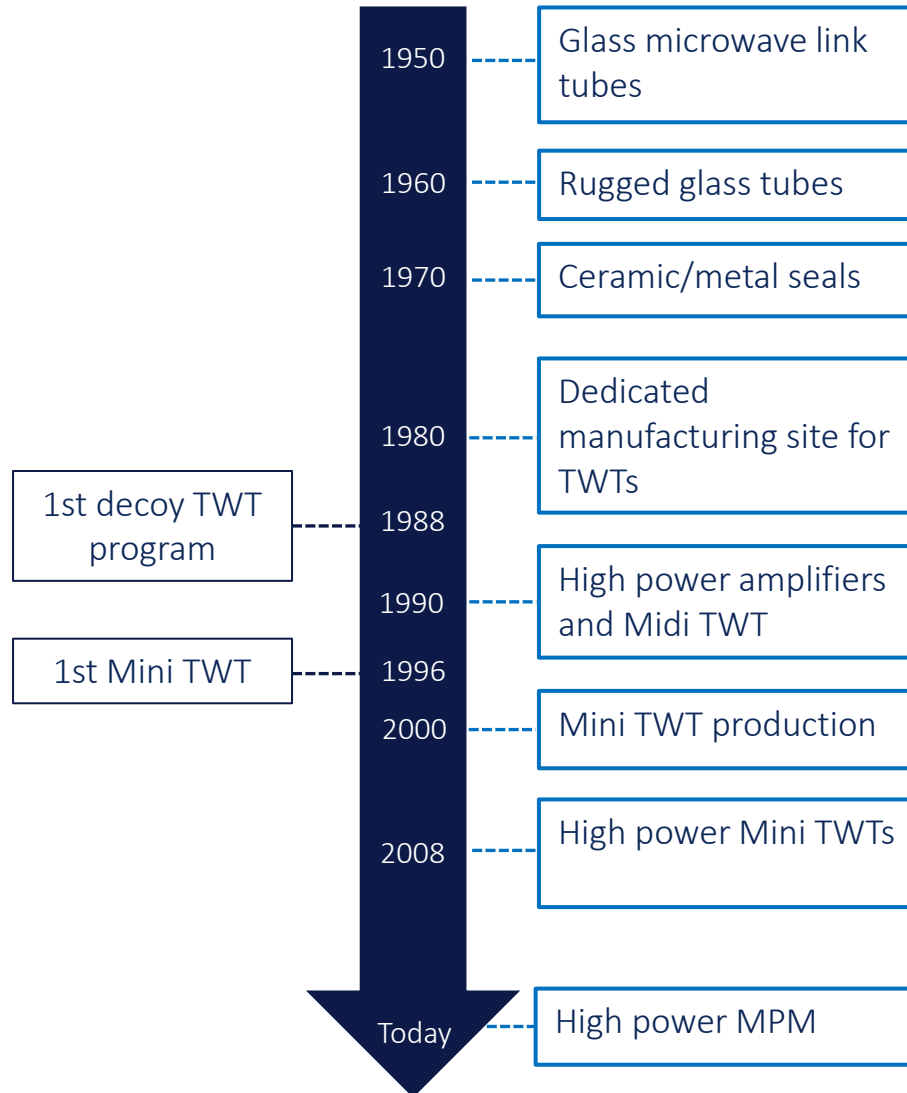 1950
Glass microwave link
tubes
1960
Rugged glass tubes
1970
Ceramic/metal seals
1980
Dedicated
manufacturing site for
TWTs
1st decoy TWT
program
1988
1990
High power amplifiers
and Midi TWT
1st Mini TWT
1996
2000
Mini TWT production
2008
High power Mini TWTs
Today
High power MPM